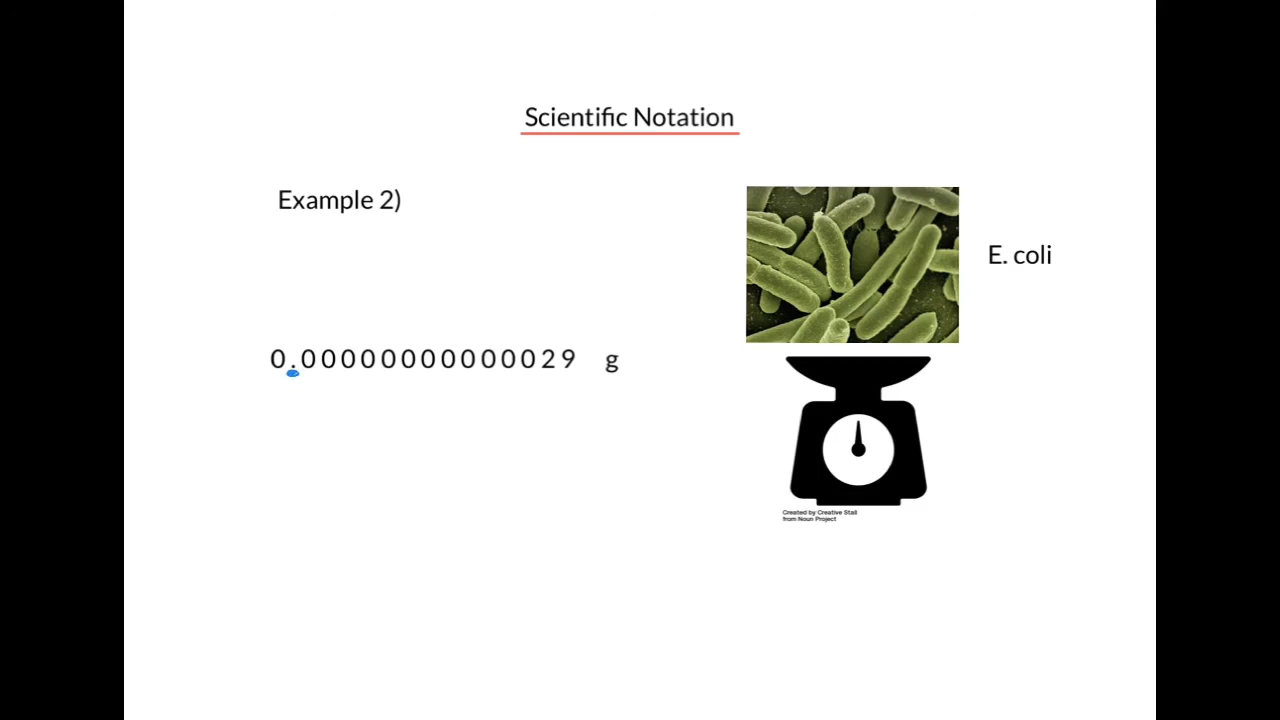 Scientific Notation
Example 2)
E. coli
0.00000000000029 g
Created by Creative Stall
from Noun Project